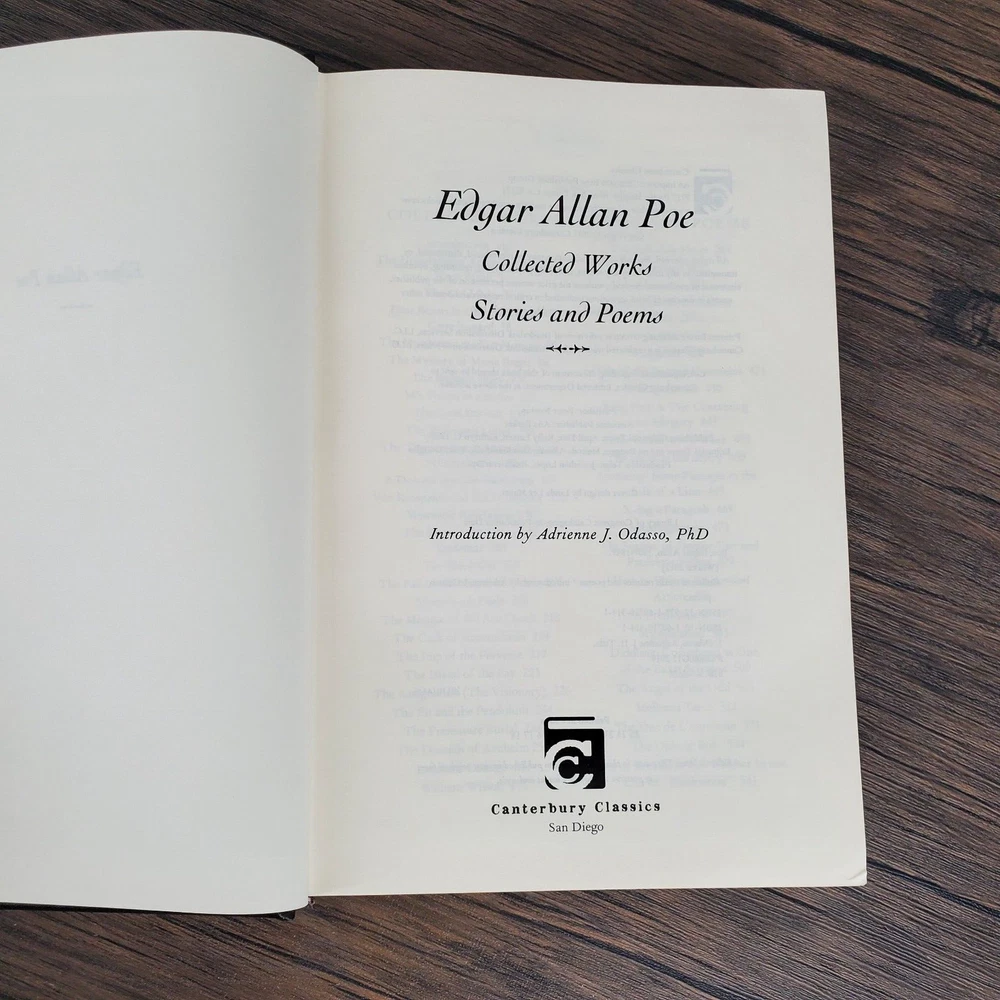 Edgar Allan Poe
Collected Works
Stories and Poems
Introduction by Adrienne J. Odasso, PhD
Canterbury Classics
San Diego